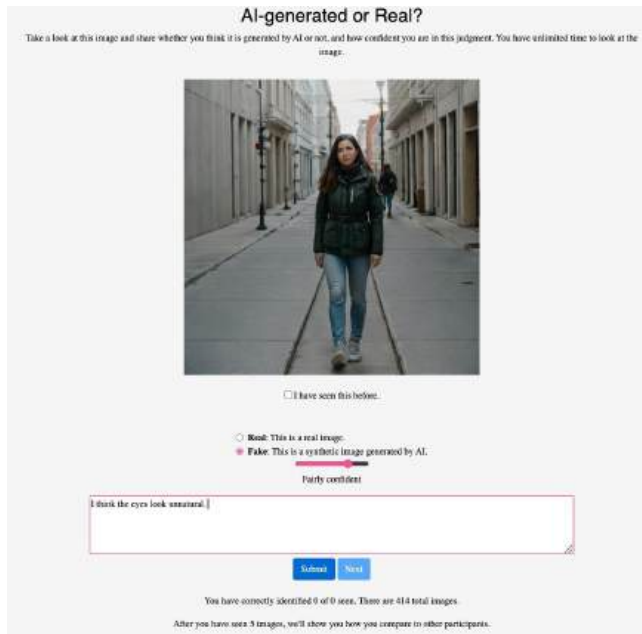 AI-generated or Real?
Take a look at this image and share whether you think it is generated by AI or not, and how confident you are in this judgment. You have unlimited time to look at the
image.
I have seen this before.
Real: This is a real image.
Fake: This is a synthetic image generated by AI.
Fairly confident
I think the eyes look unnatural.
Submit
Next
You have correctly identified 0 of 0 seen. There are 414 total images.
After you have seen 5 images, we'll show you how you compare to other participants.